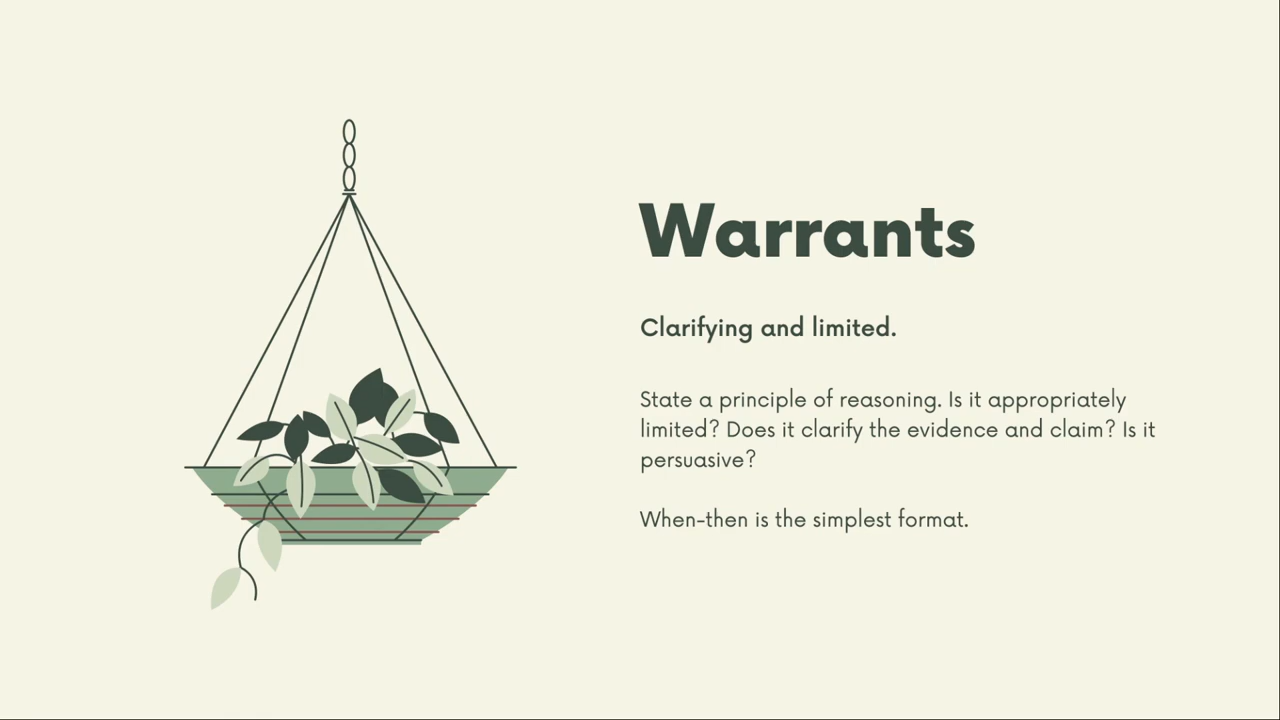 Warrants
Clarifying and limited.
State a principle of reasoning. Is it appropriately
limited? Does it clarify the evidence and claim? Is it
persuasive?
When-then is the simplest format.